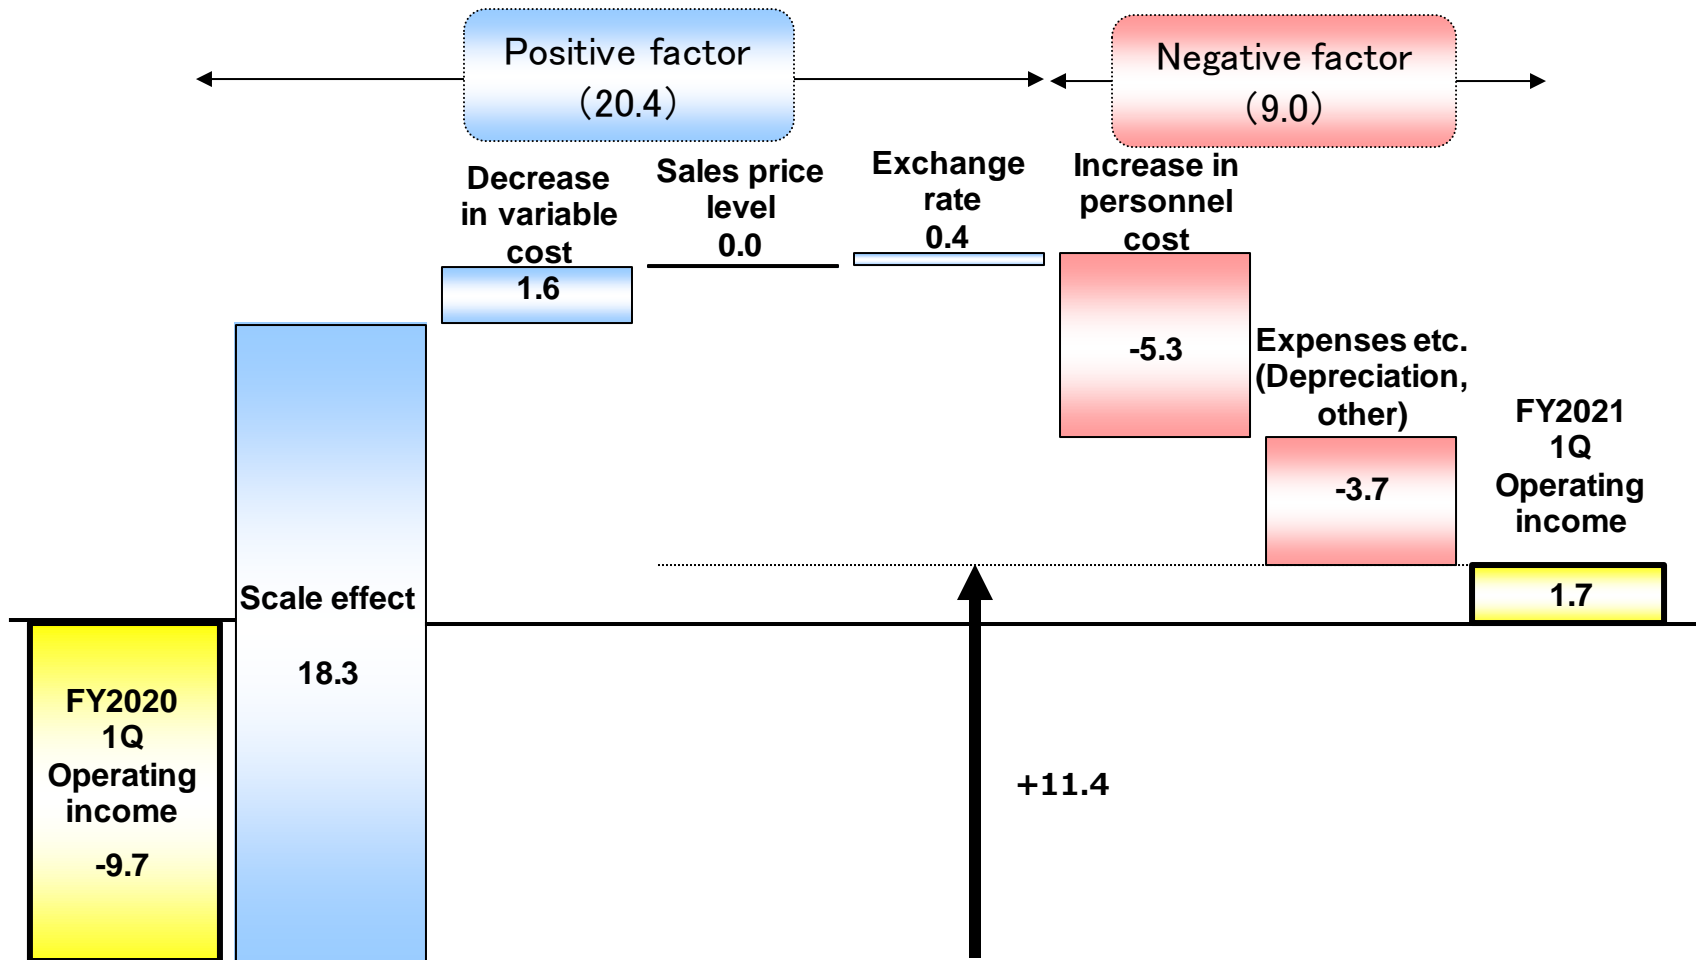 Positive factor
（20.4）
Negative factor
（9.0）
Decrease
in variable
cost
1.6
Sales price
level
0.0
Exchange
rate
0.4
Increase in
personnel
cost
-5.3
Expenses etc.
(Depreciation,
other)
-3.7
FY2021
1Q
Operating
income
1.7
Scale effect
18.3
FY2020
1Q
Operating
income
-9.7
+11.4